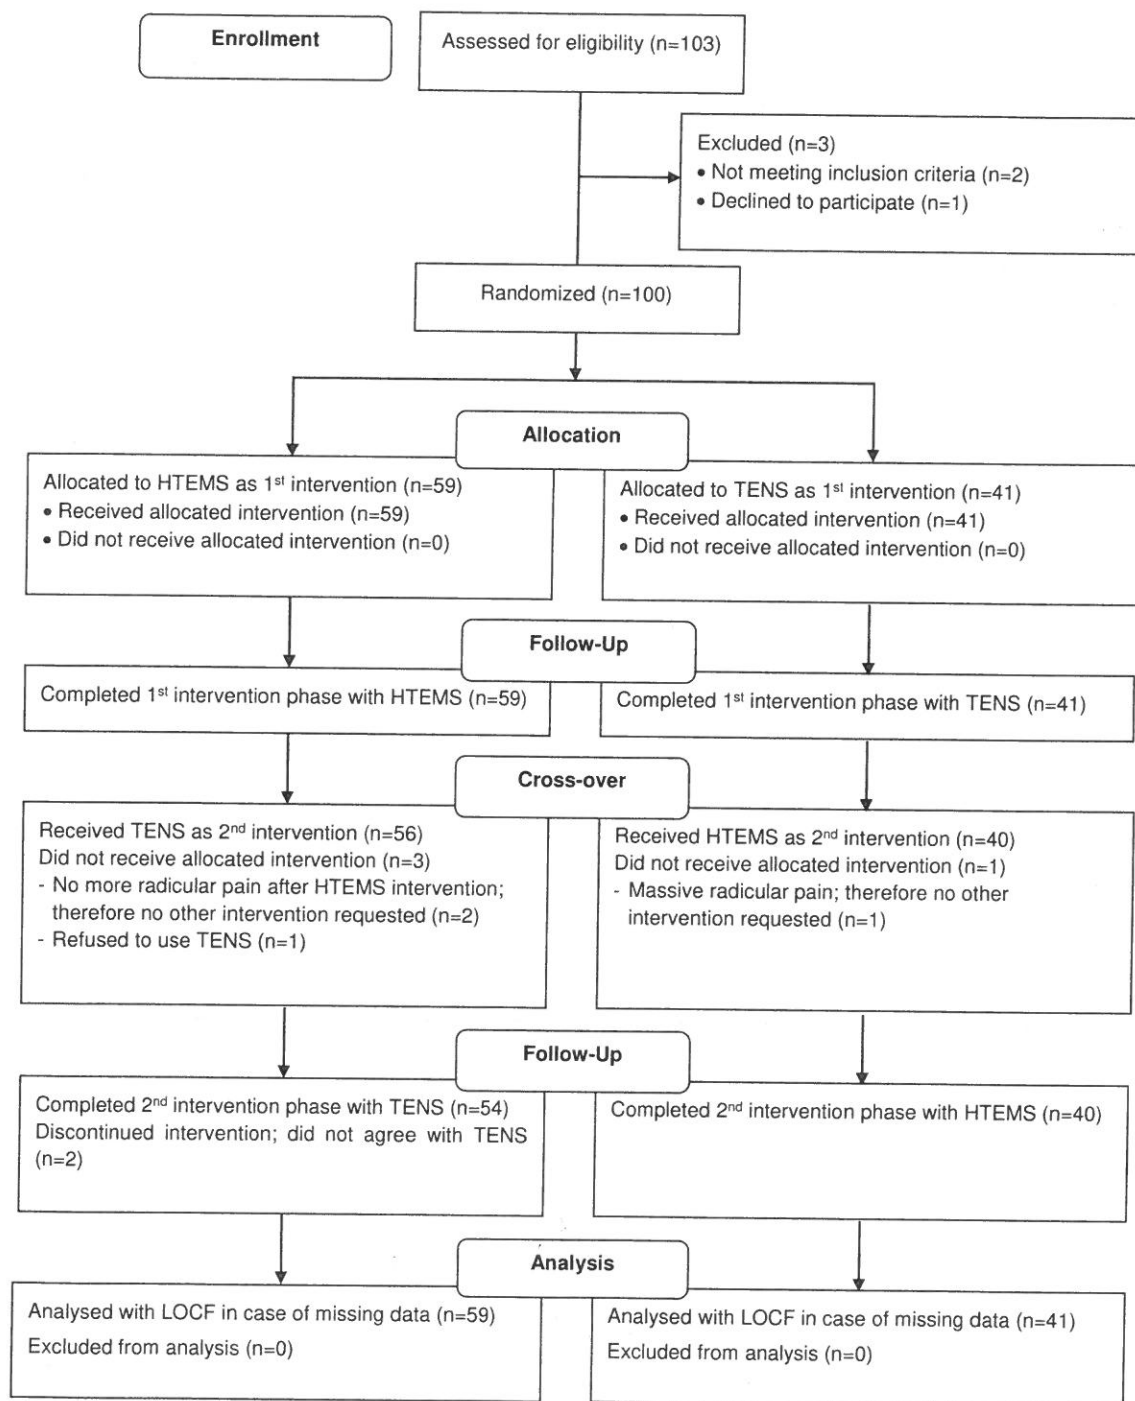 Enrollment
Assessed for eligibility (n=103)
Excluded (n=3)
• Not meeting inclusion criteria (n=2)
• Declined to participate (n=1)
Randomized (n=100)
Allocation
Allocated to HTEMS as 1st intervention (n=59)
• Received allocated intervention (n=59)
• Did not receive allocated intervention (n=0)
Allocated to TENS as 1st intervention (n=41)
• Received allocated intervention (n=41)
• Did not receive allocated intervention (n=0)
Follow-Up
Completed 1st intervention phase with HTEMS (n=59)
Completed 1st intervention phase with TENS (n=41)
Cross-over
Received TENS as 2nd intervention (n=56)
Did not receive allocated intervention (n=3)
- No more radicular pain after HTEMS intervention;
therefore no other intervention requested (n=2)
- Refused to use TENS (n=1)
Received HTEMS as 2nd intervention (n=40)
Did not receive allocated intervention (n=1)
- Massive radicular pain; therefore no other
intervention requested (n=1)
Follow-Up
Completed 2nd intervention phase with TENS (n=54)
Discontinued intervention; did not agree with TENS
(n=2)
Completed 2nd intervention phase with HTEMS (n=40)
Analysis
Analysed with LOCF in case of missing data (n=59)
Excluded from analysis (n=0)
Analysed with LOCF in case of missing data (n=41)
Excluded from analysis (n=0)